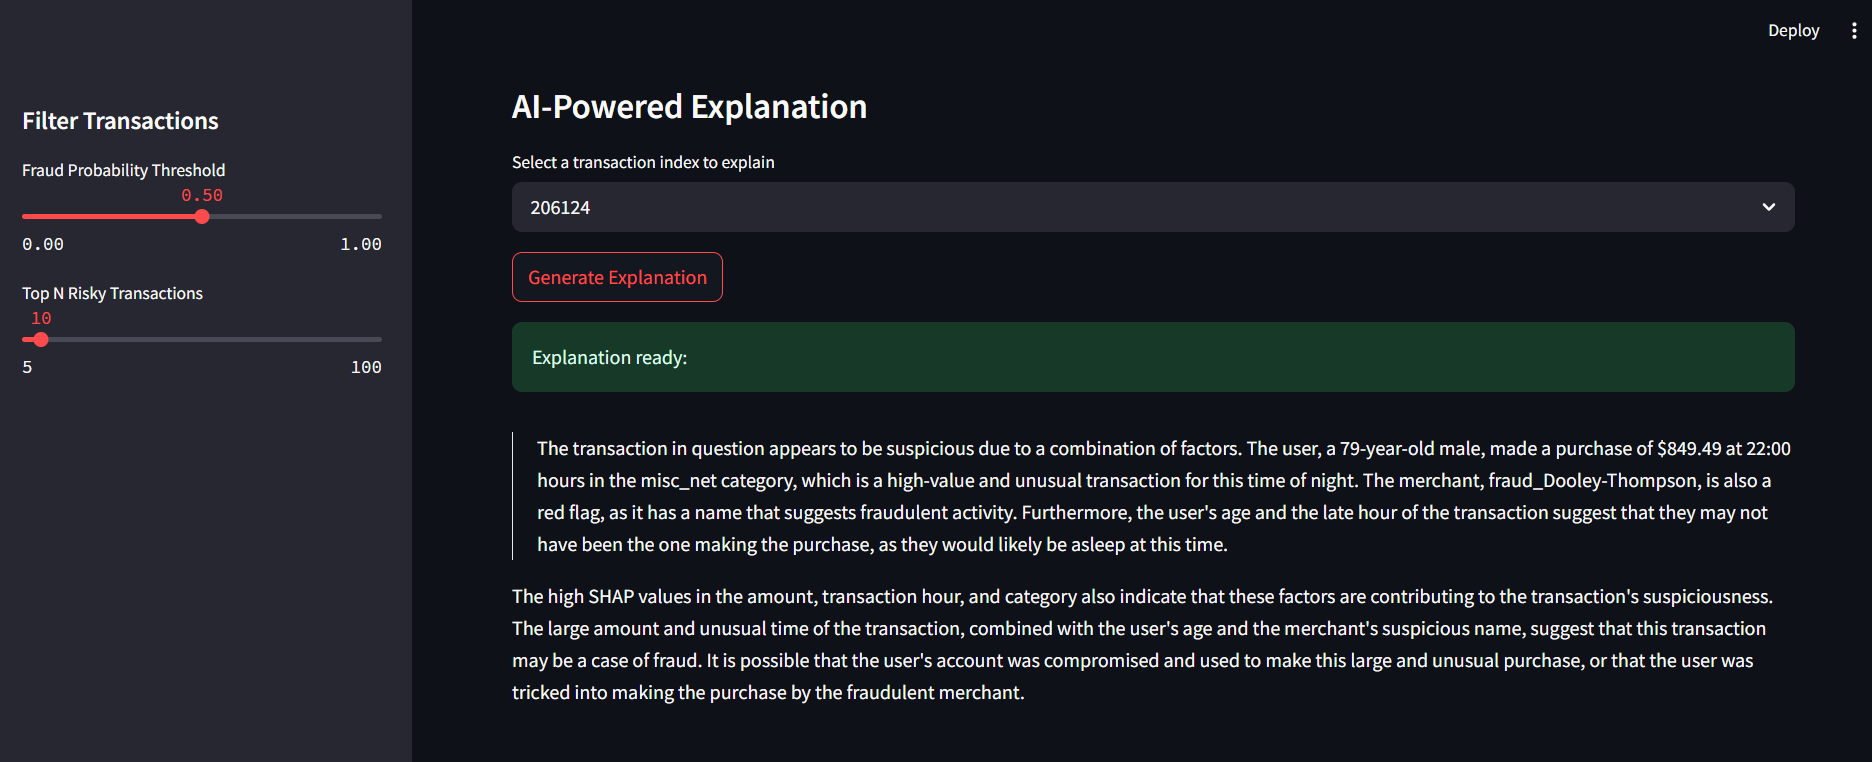 Deploy
Filter Transactions
Fraud Probability Threshold
0.50
0.00 1.00
Top N Risky Transactions
10
5 100
AI-Powered Explanation
Select a transaction index to explain
206124
Generate Explanation
Explanation ready:
The transaction in question appears to be suspicious due to a combination of factors. The user, a 79-year-old male, made a purchase of $849.49 at 22:00
hours in the misc_net category, which is a high-value and unusual transaction for this time of night. The merchant, fraud_Dooley-Thompson, is also a
red flag, as it has a name that suggests fraudulent activity. Furthermore, the user's age and the late hour of the transaction suggest that they may not
have been the one making the purchase, as they would likely be asleep at this time.
The high SHAP values in the amount, transaction hour, and category also indicate that these factors are contributing to the transaction's suspiciousness.
The large amount and unusual time of the transaction, combined with the user's age and the merchant's suspicious name, suggest that this transaction
may be a case of fraud. It is possible that the user's account was compromised and used to make this large and unusual purchase, or that the user was
tricked into making the purchase by the fraudulent merchant.